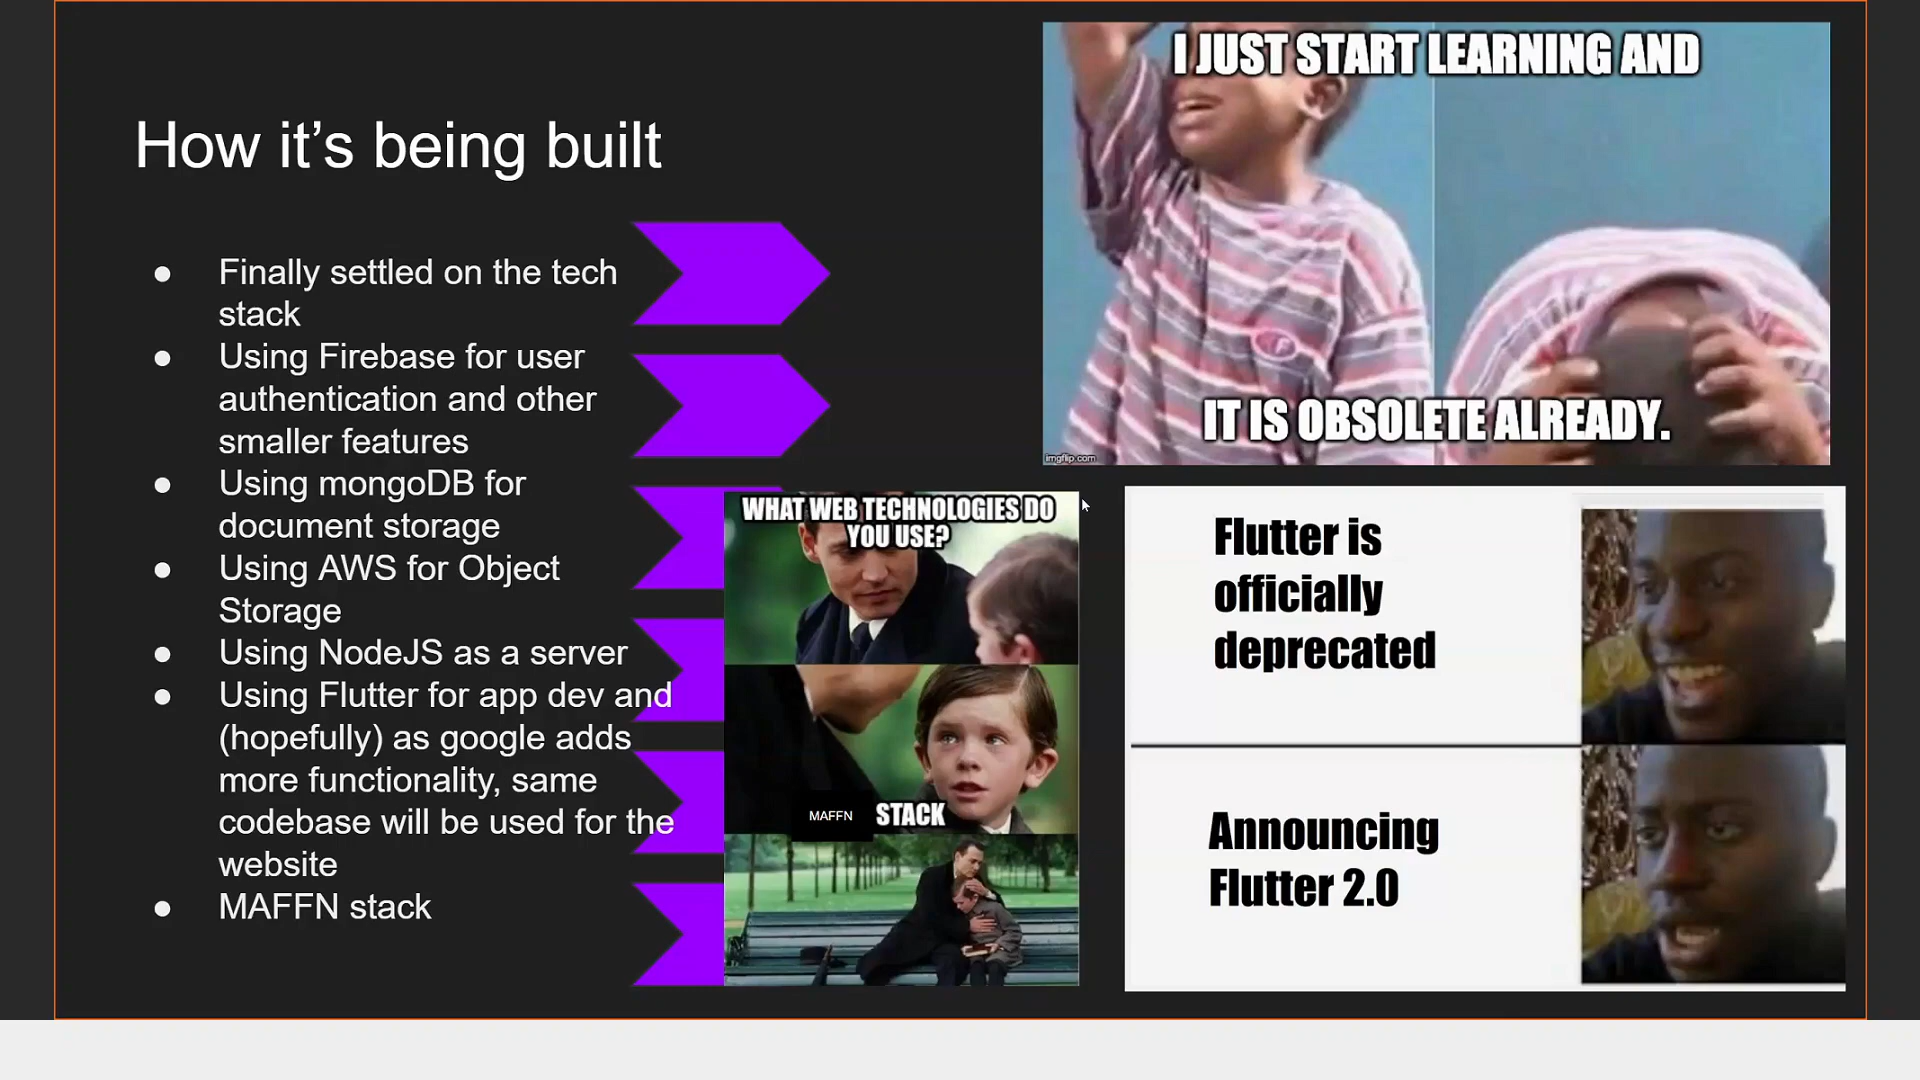 How it’s being built
● Finally settled on the tech
stack
● Using Firebase for user
authentication and other
smaller features
● Using mongoDB for
document storage
● Using AWS for Object
Storage
● Using NodeJS as a server
● Using Flutter for app dev and
(hopefully) as google adds
more functionality, same
codebase will be used for the
website
● MAFFN stack
I JUST START LEARNING AND
IT IS OBSOLETE ALREADY.
imgflip.com
WHAT WEB TECHNOLOGIES DO
YOU USE?
MAFFN STACK
Flutter is
officially
deprecated
Announcing
Flutter 2.0